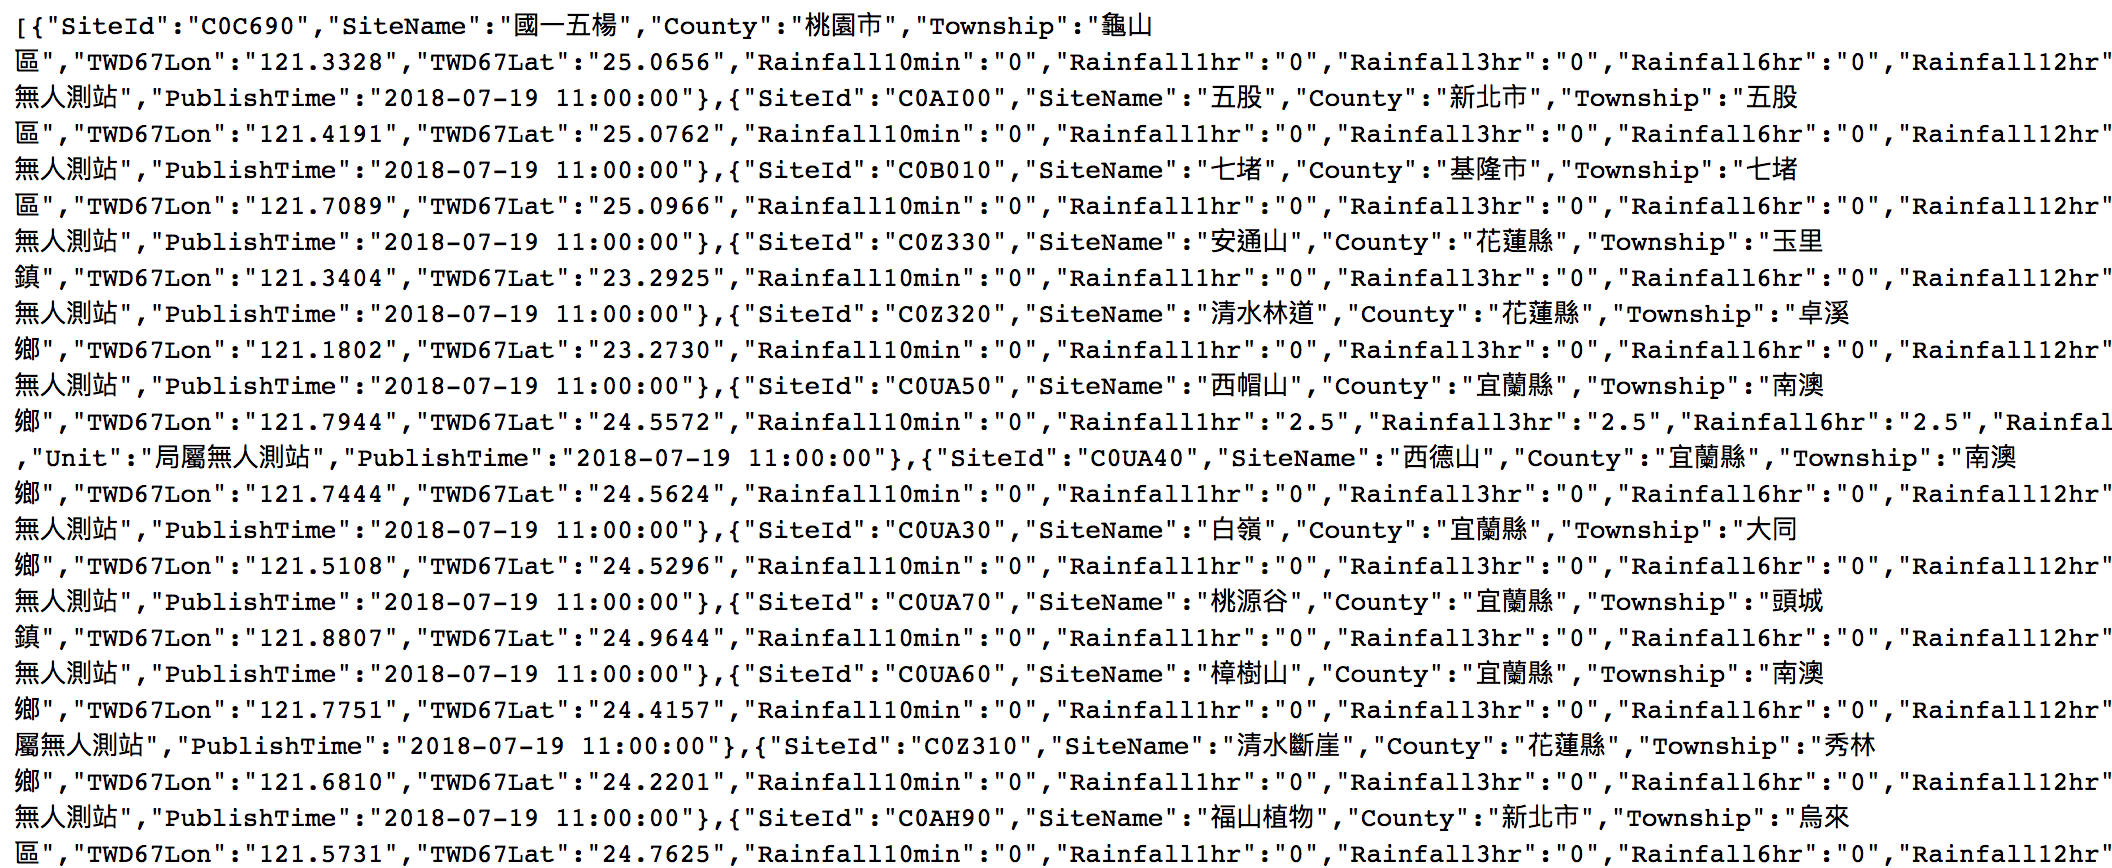 [{"SiteId":"C0C690","SiteName":"國一五楊","County":"桃園市","Township":"龜山
區","TWD67Lon":"121.3328","TWD67Lat":"25.0656","Rainfall10min":"0","Rainfall1hr":"0","Rainfall3hr":"0","Rainfall6hr":"0","Rainfall12hr"
無人測站","PublishTime":"2018-07-19 11:00:00"},{"SiteId":"C0AI00","SiteName":"五股","County":"新北市","Township":"五股
區","TWD67Lon":"121.4191","TWD67Lat":"25.0762","Rainfall10min":"0","Rainfall1hr":"0","Rainfall3hr":"0","Rainfall6hr":"0","Rainfall12hr"
無人測站","PublishTime":"2018-07-19 11:00:00"},{"SiteId":"C0B010","SiteName":"七堵","County":"基隆市","Township":"七堵
區","TWD67Lon":"121.7089","TWD67Lat":"25.0966","Rainfall10min":"0","Rainfall1hr":"0","Rainfall3hr":"0","Rainfall6hr":"0","Rainfall12hr"
無人測站","PublishTime":"2018-07-19 11:00:00"},{"SiteId":"C0Z330","SiteName":"安通山","County":"花蓮縣","Township":"玉里
鎮","TWD67Lon":"121.3404","TWD67Lat":"23.2925","Rainfall10min":"0","Rainfall1hr":"0","Rainfall3hr":"0","Rainfall6hr":"0","Rainfall12hr"
無人測站","PublishTime":"2018-07-19 11:00:00"},{"SiteId":"C0Z320","SiteName":"清水林道","County":"花蓮縣","Township":"卓溪
鄉","TWD67Lon":"121.1802","TWD67Lat":"23.2730","Rainfall10min":"0","Rainfall1hr":"0","Rainfall3hr":"0","Rainfall6hr":"0","Rainfall12hr"
無人測站","PublishTime":"2018-07-19 11:00:00"},{"SiteId":"C0UA50","SiteName":"西帽山","County":"宜蘭縣","Township":"南澳
鄉","TWD67Lon":"121.7944","TWD67Lat":"24.5572","Rainfall10min":"0","Rainfall1hr":"2.5","Rainfall3hr":"2.5","Rainfall6hr":"2.5","Rainfal
,"Unit":"局屬無人測站","PublishTime":"2018-07-19 11:00:00"},{"SiteId":"C0UA40","SiteName":"西德山","County":"宜蘭縣","Township":"南澳
鄉","TWD67Lon":"121.7444","TWD67Lat":"24.5624","Rainfall10min":"0","Rainfall1hr":"0","Rainfall3hr":"0","Rainfall6hr":"0","Rainfall12hr"
無人測站","PublishTime":"2018-07-19 11:00:00"},{"SiteId":"C0UA30","SiteName":"白嶺","County":"宜蘭縣","Township":"大同
鄉","TWD67Lon":"121.5108","TWD67Lat":"24.5296","Rainfall10min":"0","Rainfall1hr":"0","Rainfall3hr":"0","Rainfall6hr":"0","Rainfall12hr"
無人測站","PublishTime":"2018-07-19 11:00:00"},{"SiteId":"C0UA70","SiteName":"桃源谷","County":"宜蘭縣","Township":"頭城
鎮","TWD67Lon":"121.8807","TWD67Lat":"24.9644","Rainfall10min":"0","Rainfall1hr":"0","Rainfall3hr":"0","Rainfall6hr":"0","Rainfall12hr"
無人測站","PublishTime":"2018-07-19 11:00:00"},{"SiteId":"C0UA60","SiteName":"樟樹山","County":"宜蘭縣","Township":"南澳
鄉","TWD67Lon":"121.7751","TWD67Lat":"24.4157","Rainfall10min":"0","Rainfall1hr":"0","Rainfall3hr":"0","Rainfall6hr":"0","Rainfall12hr"
屬無人測站","PublishTime":"2018-07-19 11:00:00"},{"SiteId":"C0Z310","SiteName":"清水斷崖","County":"花蓮縣","Township":"秀林
鄉","TWD67Lon":"121.6810","TWD67Lat":"24.2201","Rainfall10min":"0","Rainfall1hr":"0","Rainfall3hr":"0","Rainfall6hr":"0","Rainfall12hr"
無人測站","PublishTime":"2018-07-19 11:00:00"},{"SiteId":"C0AH90","SiteName":"福山植物","County":"新北市","Township":"烏來
區","TWD67Lon":"121.5731","TWD67Lat":"24.7625","Rainfall10min":"0","Rainfall1hr":"0","Rainfall3hr":"0","Rainfall6hr":"0","Rainfall12hr"